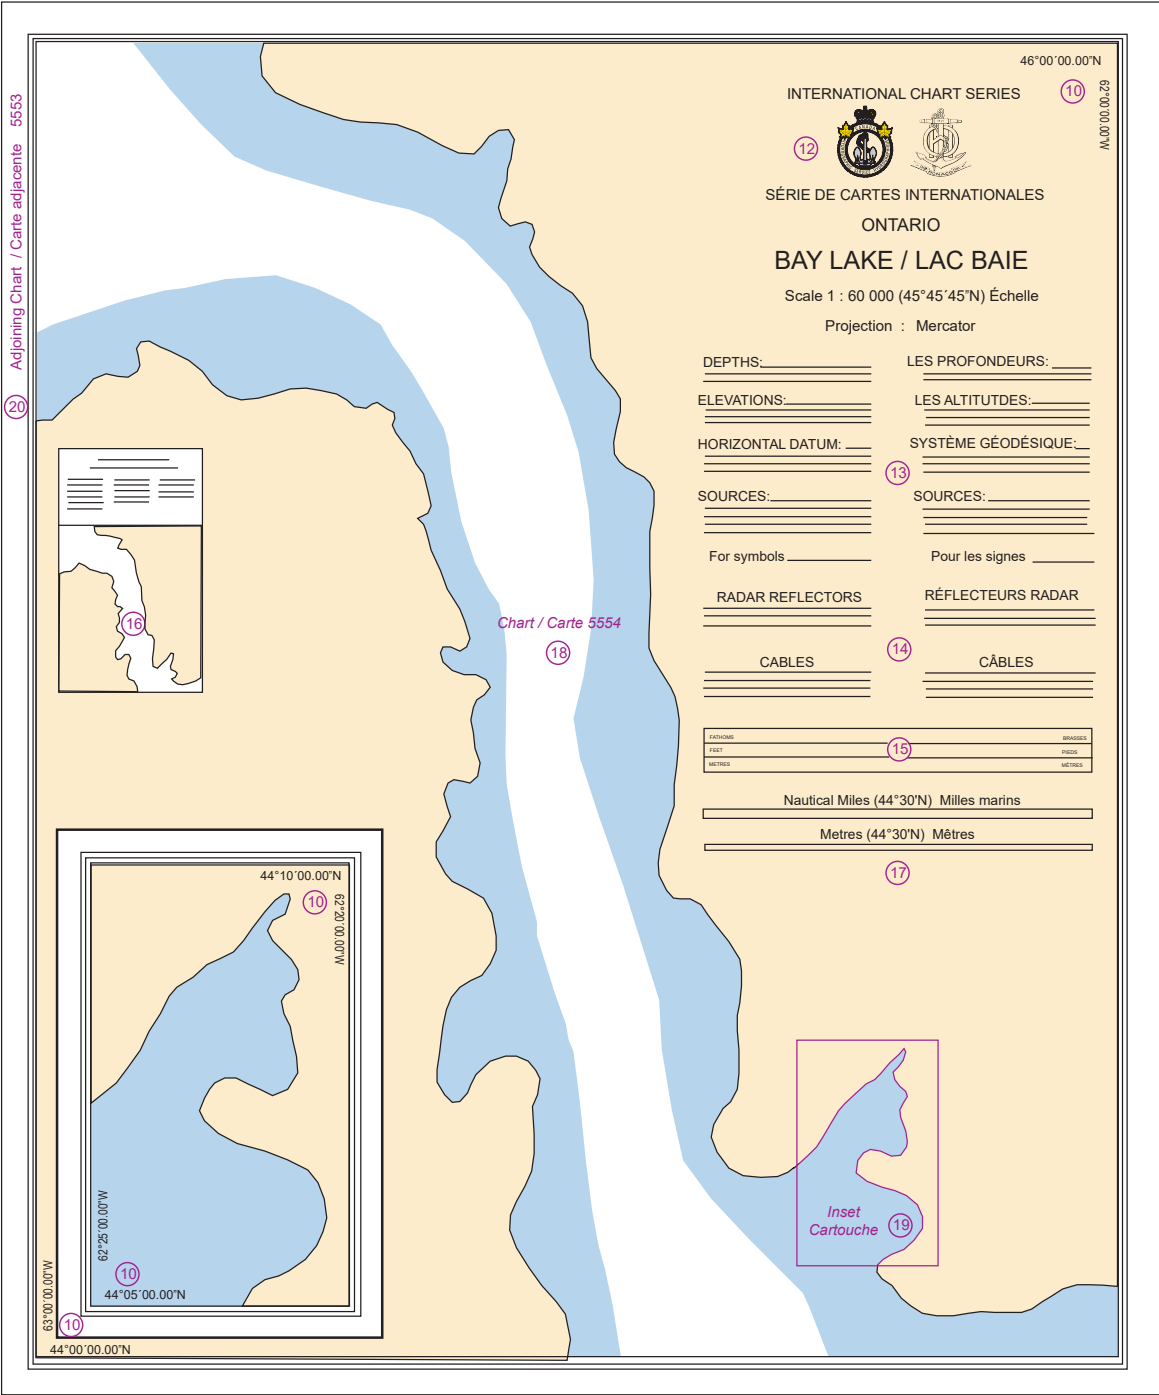 Adjoining Chart / Carte adjacente 5553
20
46°00´00.00"N
62°00´00.00"W
10
INTERNATIONAL CHART SERIES
12
CANADA
SÉRIE DE CARTES INTERNATIONALES
ONTARIO
BAY LAKE / LAC BAIE
Scale 1 : 60 000 (45°45´45"N) Échelle
Projection : Mercator
DEPTHS:
LES PROFONDEURS:
ELEVATIONS:
LES ALTITUTDES:
HORIZONTAL DATUM:
SYSTÈME GÉODÉSIQUE:
13
SOURCES:
SOURCES:
For symbols
Pour les signes
RADAR REFLECTORS
RÉFLECTEURS RADAR
14
CABLES
CÂBLES
FATHOMS
BRASSES
FEET
PIEDS
METRES
MÈTRES
15
Nautical Miles (44°30'N) Milles marins
Metres (44°30'N) Mêtres
17
16
Chart / Carte 5554
18
44°10´00.00"N
10
62°20´00.00"W
62°25´00.00"W
10
44°05´00.00"N
63°00´00.00"W
10
44°00´00.00"N
Inset
Cartouche
19